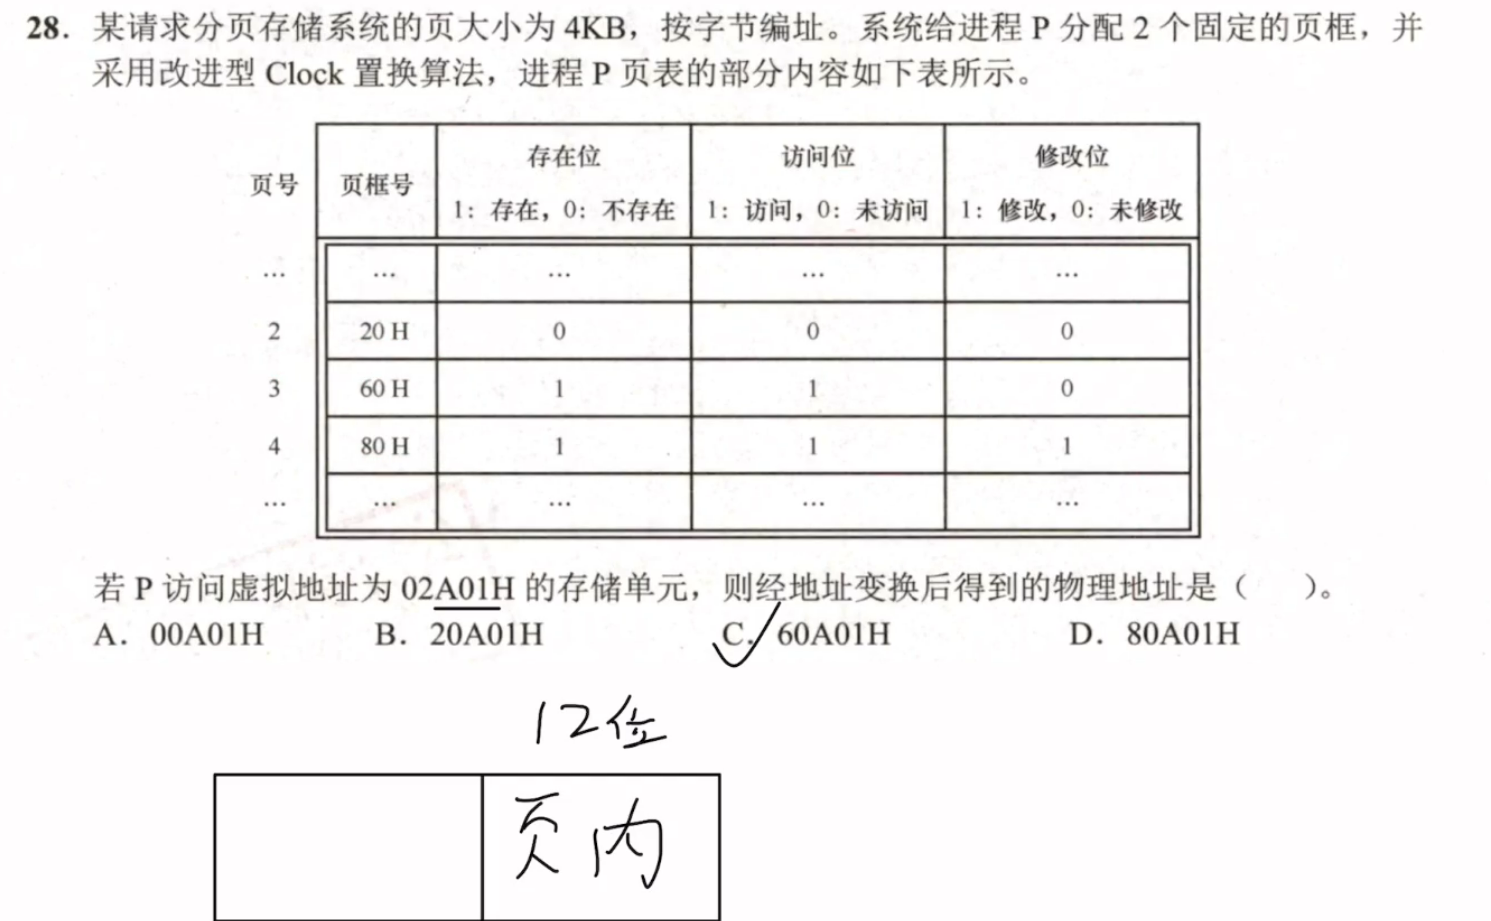 28. 某请求分页存储系统的页大小为 4KB，按字节编址。系统给进程 P 分配 2 个固定的页框，并
采用改进型 Clock 置换算法，进程 P 页表的部分内容如下表所示。
页号 页框号 存在位 访问位 修改位
1：存在，0：不存在 1：访问，0：未访问 1：修改，0：未修改
… … … … …
2 20 H 0 0 0
3 60 H 1 1 0
4 80 H 1 1 1
… … … … …
若 P 访问虚拟地址为 02A01H 的存储单元，则经地址变换后得到的物理地址是（ ）。
A. 00A01H B. 20A01H C. 60A01H D. 80A01H
12位
页内